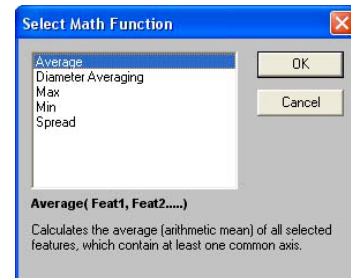 Select Math Function
Average
Diameter Averaging
Max
Min
Spread
OK
Cancel
Average( Feat1, Feat2.....)
Calculates the average (arithmetic mean) of all selected
features, which contain at least one common axis.